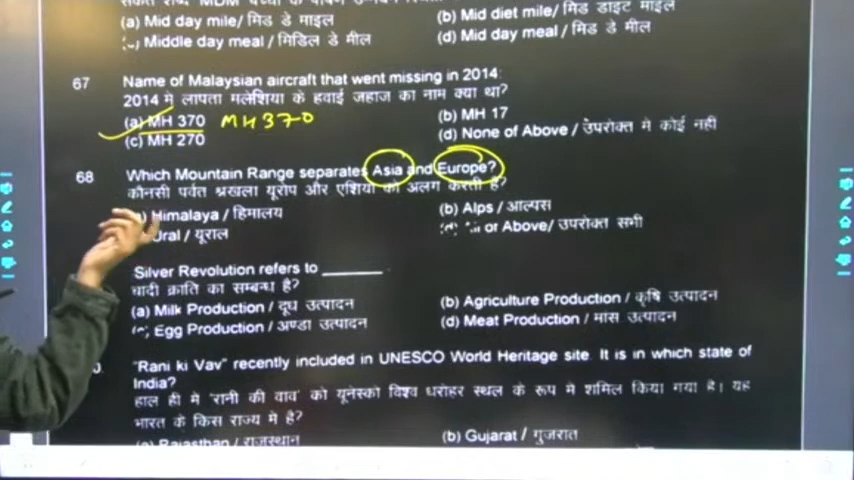 MDM
(a) Mid day mile/ मिड डे माइल
(b) Mid diet mile/ मिड डाइट माइल
Middle day meal / मिडिल डे मील
(d) Mid day meal / मिड डे मील
67 Name of Malaysian aircraft that went missing in 2014:
2014 मे लापता मलेशिया के हवाई जहाज का नाम क्या था?
(a) MH 370 MH370
(b) MH 17
(c) MH 270
(d) None of Above / उपरोक्त मे कोई नहीं
68 Which Mountain Range separates Asia and Europe?
कौनसी पर्वत श्रखला यूरोप और एशिया को अलग करती है?
Himalaya / हिमालय
(b) Alps / आल्पस
Ural / यूराल
or Above/ उपरोक्त सभी
Silver Revolution refers to ________
चादी क्राति का सम्बन्ध है?
(a) Milk Production / दूध उत्पादन
(b) Agriculture Production / कृषि उत्पादन
Egg Production / अण्डा उत्पादन
(d) Meat Production / मांस उत्पादन
"Rani ki Vav" recently included in UNESCO World Heritage site. It is in which state of
India?
हाल ही मे 'रानी की वाव' को यूनेस्को विश्व धरोहर स्थल के रूप मे शमिल किया गया है। यह
भारत के किस राज्य मे है?
(a) Rajasthan / राजस्थान
(b) Gujarat / गुजरात